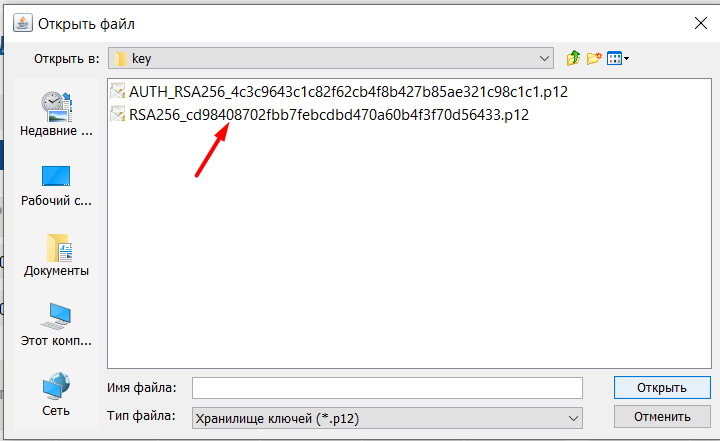 Открыть файл
Открыть в:
key
AUTH_RSA256_4c3c9643c1c82f62cb4f8b427b85ae321c98c1c1.p12
RSA256_cd98408702fbb7febcdbd470a60b4f3f70d56433.p12
Недавние ...
Рабочий с...
Документы
Этот комп...
Сеть
Имя файла:
Открыть
Тип файла:
Хранилище ключей (*.p12)
Отменить